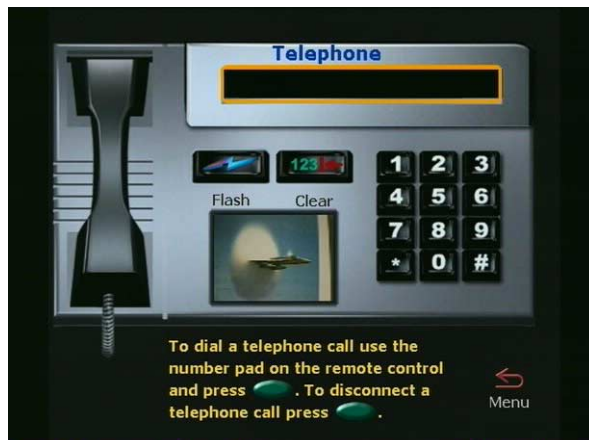 Telephone
123
Flash Clear
1 2 3
4 5 6
7 8 9
* 0 #
To dial a telephone call use the
number pad on the remote control
and press . To disconnect a
telephone call press .
Menu